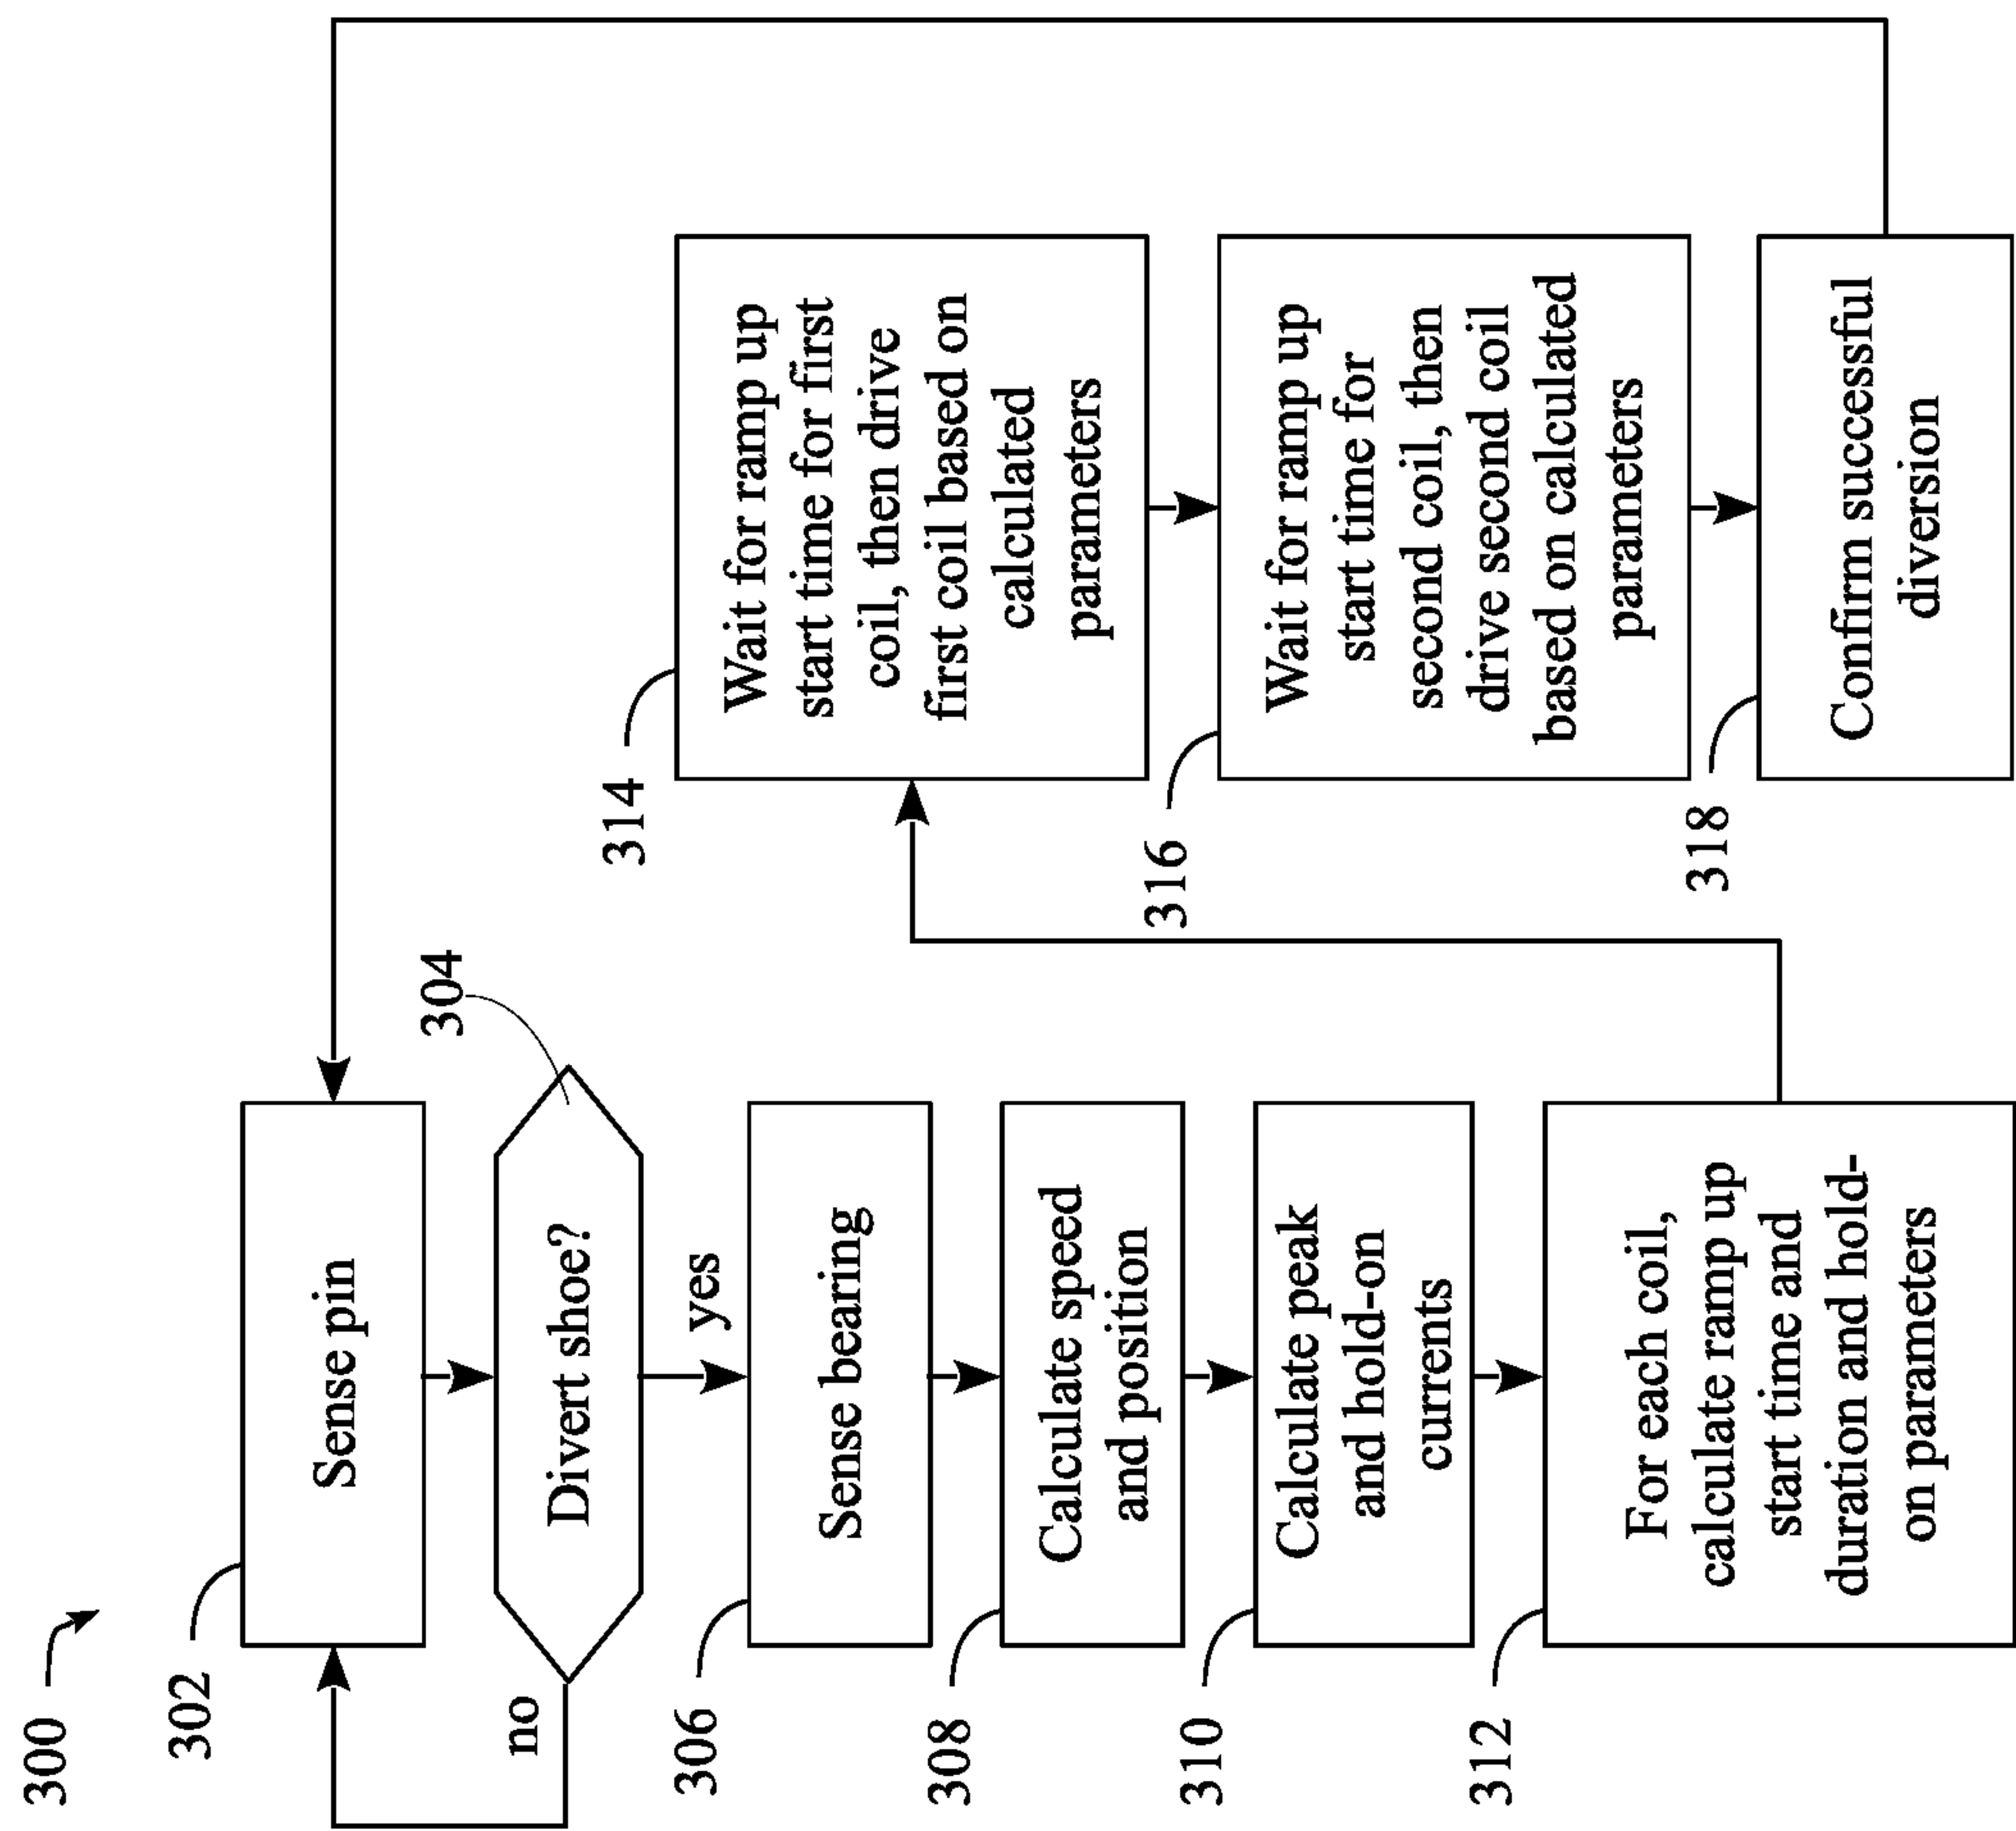 300
302
Sense pin
304
Divert shoe?
no
yes
306
Sense bearing
308
Calculate speed
and position
310
Calculate peak
and hold-on
currents
312
For each coil,
calculate ramp up
start time and
duration and hold-
on parameters
314
Wait for ramp up
start time for first
coil, then drive
first coil based on
calculated
parameters
316
Wait for ramp up
start time for
second coil, then
drive second coil
based on calculated
parameters
318
Confirm successful
diversion